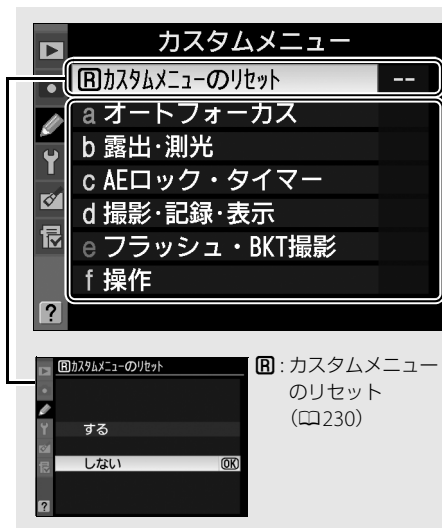 カスタムメニュー
Rカスタムメニューのリセット --
a オートフォーカス
b 露出・測光
c AEロック・タイマー
d 撮影・記録・表示
e フラッシュ・BKT撮影
f 操作
?
Rカスタムメニューのリセット
する
しない OK
?
R:カスタムメニュー
のリセット
(230)